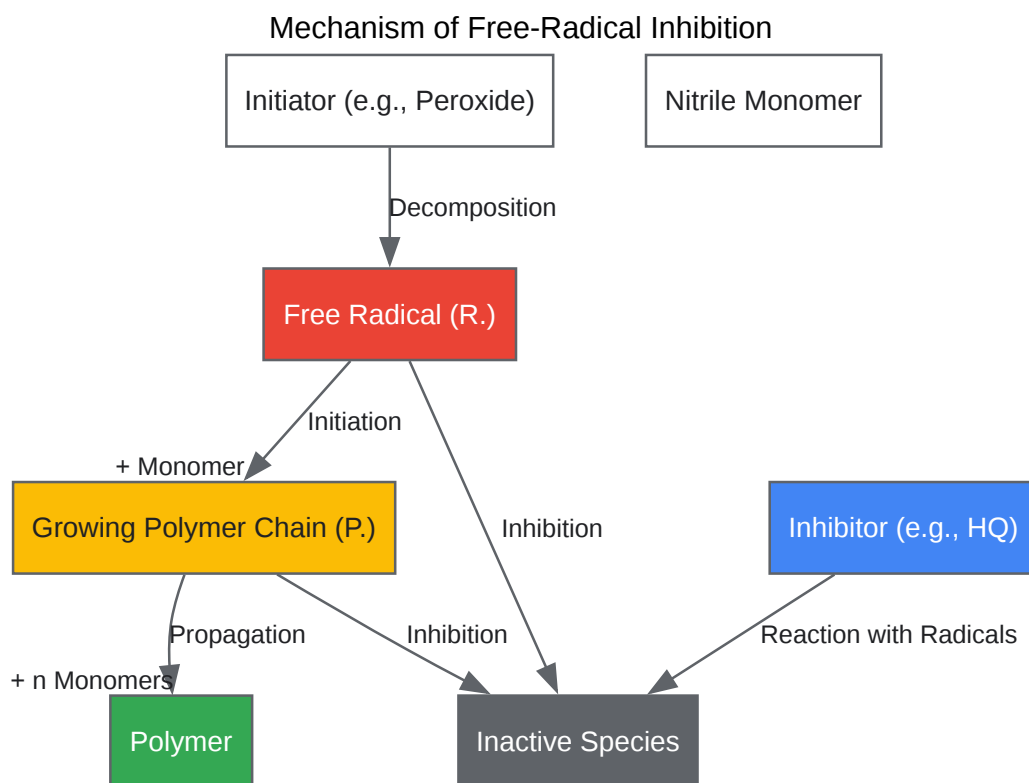 Mechanism of Free-Radical Inhibition
Initiator (e.g., Peroxide)
Nitrile Monomer
Decomposition
Free Radical (R.)
Initiation
+ Monomer
Growing Polymer Chain (P.)
Inhibition
Inhibitor (e.g., HQ)
Propagation
Inhibition
Reaction with Radicals
+ n Monomers
Polymer
Inactive Species